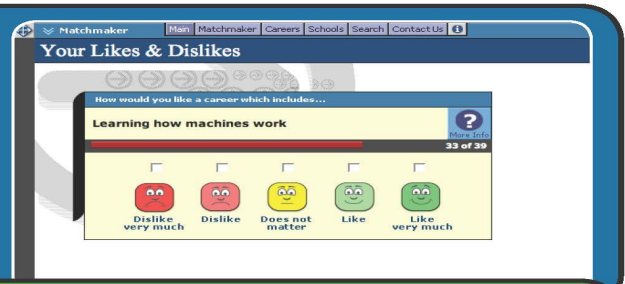 Matchmaker Main Matchmaker Careers Schools Search Contact Us
Your Likes & Dislikes
How would you like a career which includes...
Learning how machines work
?
More Info
33 of 39
Dislike very much
Dislike
Does not matter
Like
Like very much